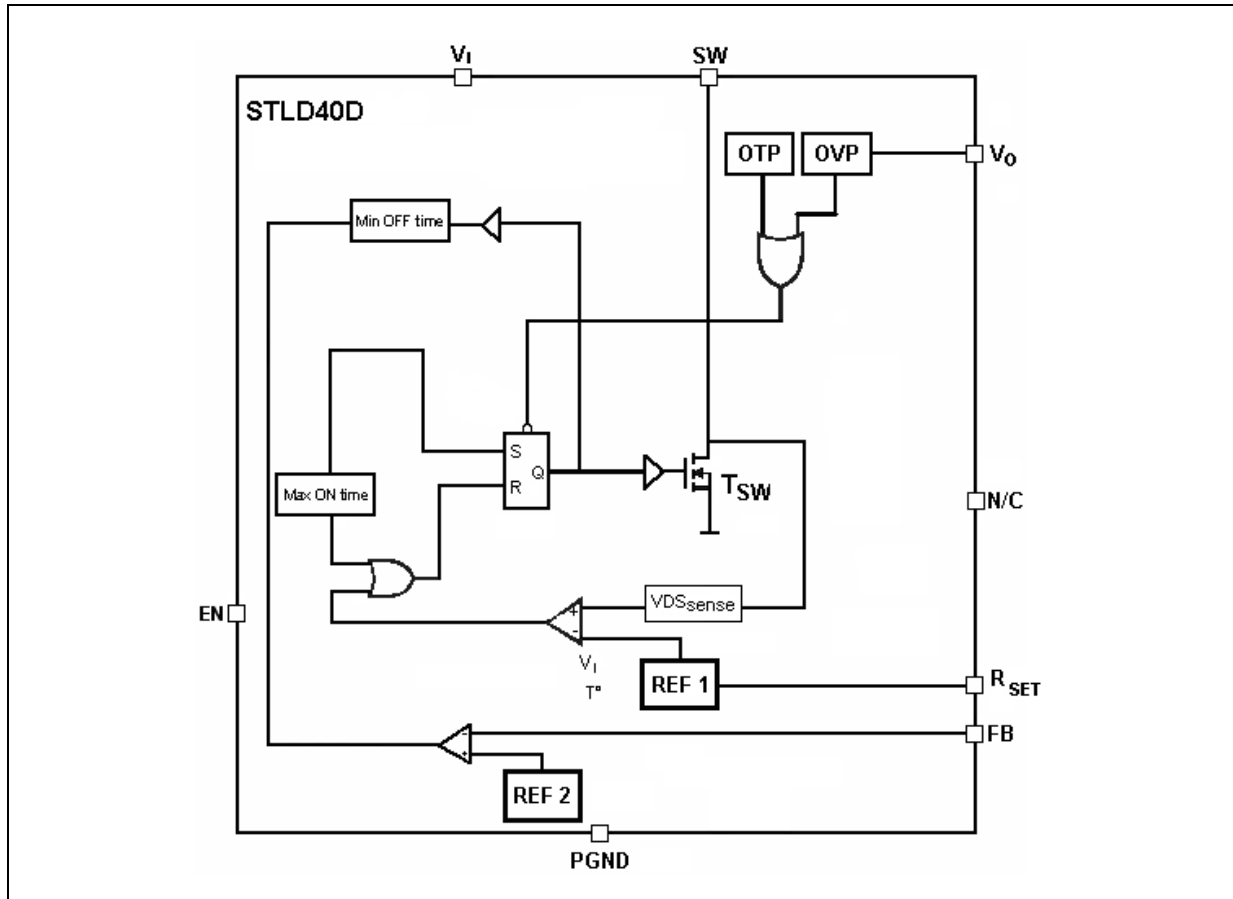 VI
SW
STLD40D
OTP
OVP
VO
Min OFF time
S
Q
R
Max ON time
TSW
N/C
EN
VDSsense
+
-
VI
T°
REF 1
RSET
FB
-
+
REF 2
PGND